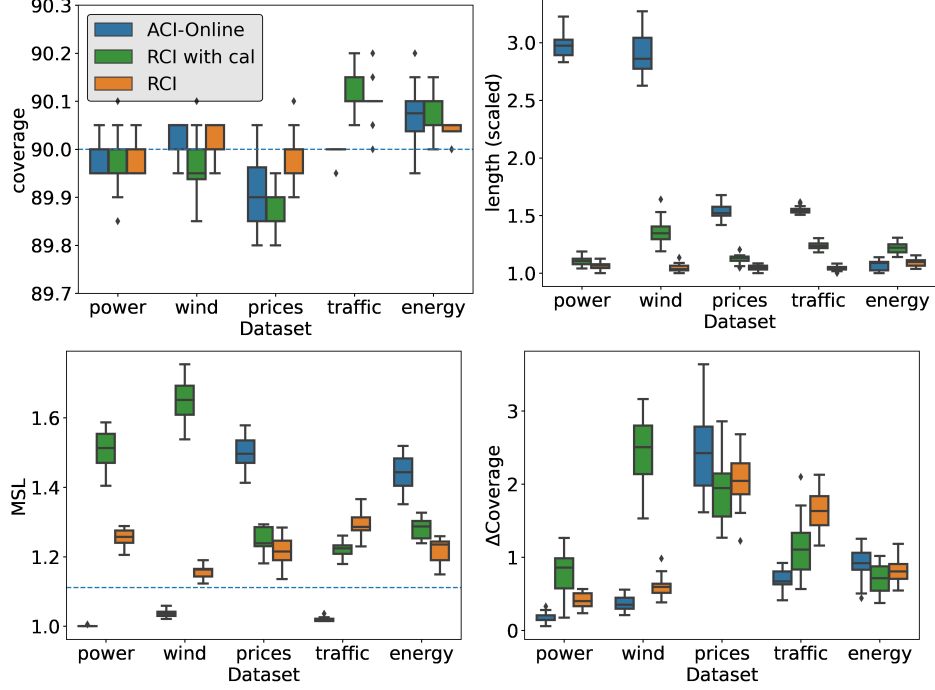 90.3
90.2
90.1
90.0
89.9
89.8
89.7
coverage
ACI-Online
RCI with cal
RCI
power wind prices traffic energy
Dataset
3.0
2.5
2.0
1.5
1.0
length (scaled)
power wind prices traffic energy
Dataset
1.6
1.4
1.2
1.0
MSL
power wind prices traffic energy
Dataset
3
2
1
0
ΔCoverage
power wind prices traffic energy
Dataset